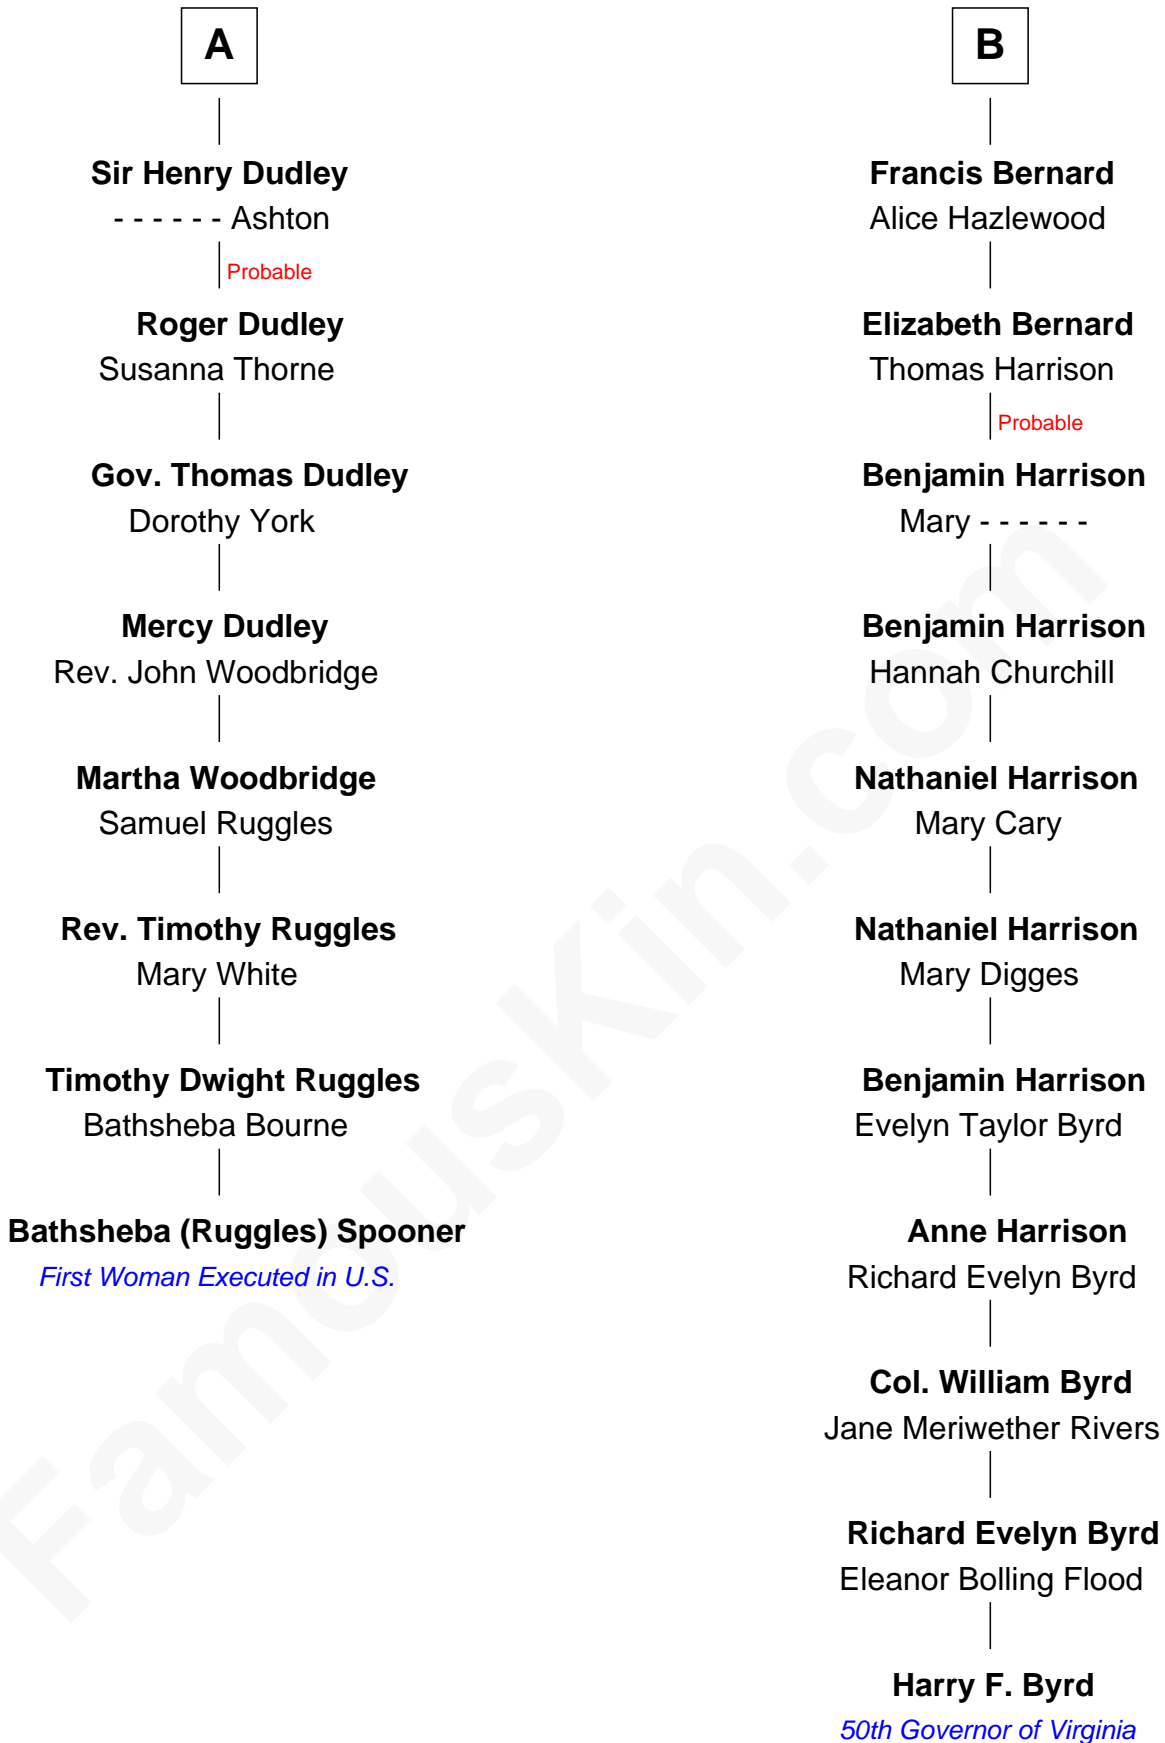 A
Sir Henry Dudley
- - - - - - Ashton
Probable
Roger Dudley
Susanna Thorne
Gov. Thomas Dudley
Dorothy York
Mercy Dudley
Rev. John Woodbridge
Martha Woodbridge
Samuel Ruggles
Rev. Timothy Ruggles
Mary White
Timothy Dwight Ruggles
Bathsheba Bourne
Bathsheba (Ruggles) Spooner
First Woman Executed in U.S.
B
Francis Bernard
Alice Hazlewood
Elizabeth Bernard
Thomas Harrison
Probable
Benjamin Harrison
Mary - - - - - -
Benjamin Harrison
Hannah Churchill
Nathaniel Harrison
Mary Cary
Nathaniel Harrison
Mary Digges
Benjamin Harrison
Evelyn Taylor Byrd
Anne Harrison
Richard Evelyn Byrd
Col. William Byrd
Jane Meriwether Rivers
Richard Evelyn Byrd
Eleanor Bolling Flood
Harry F. Byrd
50th Governor of Virginia
FamousKin.com